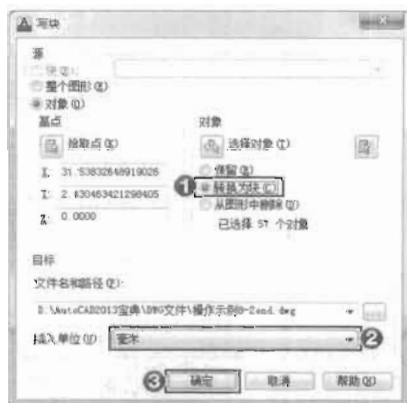 写块
源
块(B):
整个图形(E)
对象(O)
基点
对象
拾取点(K)
选择对象(T)
X: 31.53832648919026
Y: 2.430463421298405
Z: 0.0000
保留(R)
❶ 转换为块(C)
从图形中删除(D)
已选择 57 个对象
目标
文件名和路径(F):
D:\AutoCAD2013宝典\DWG文件\操作示例8-2end.dwg
...
插入单位(U): 毫米 ❷
❸ 确定 取消 帮助(H)